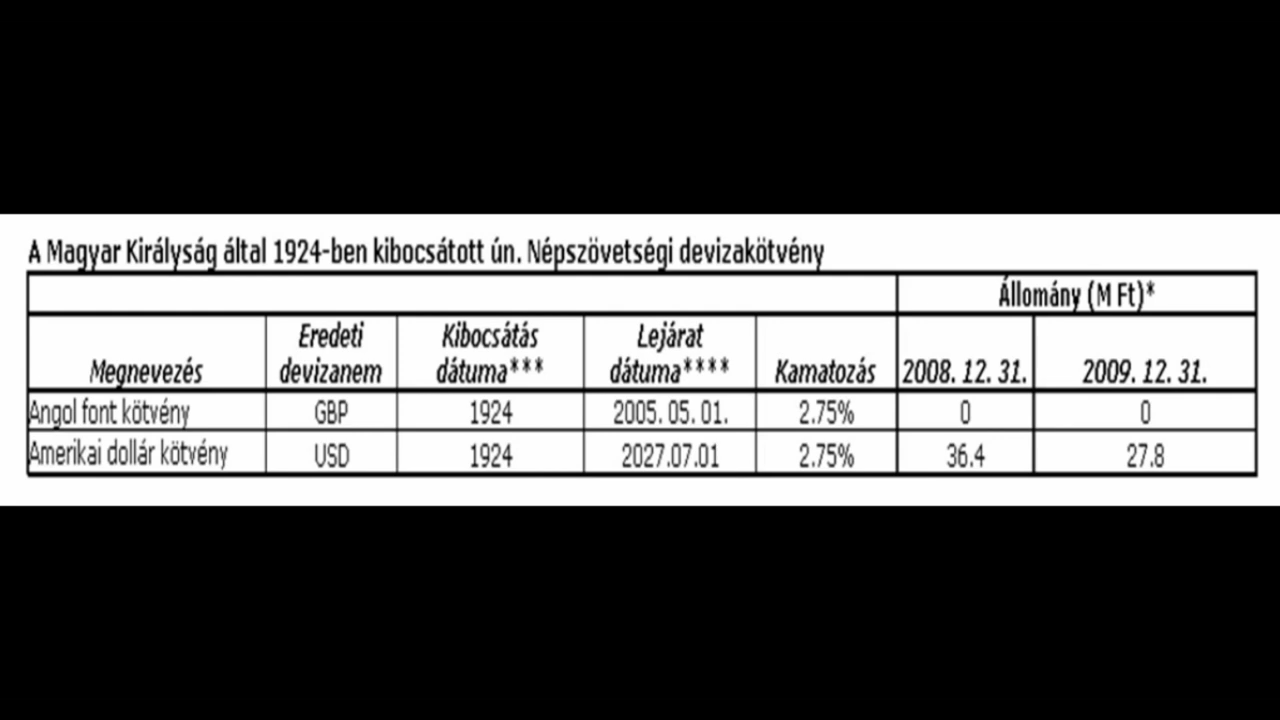 A Magyar Királyság által 1924-ben kibocsátott ún. Népszövetségi devizakötvény
Állomány (M Ft)*
Megnevezés Eredeti devizanem Kibocsátás dátuma*** Lejárat dátuma**** Kamatozás 2008. 12. 31. 2009. 12. 31.
Angol font kötvény GBP 1924 2005. 05. 01. 2.75% 0 0
Amerikai dollár kötvény USD 1924 2027.07.01 2.75% 36.4 27.8